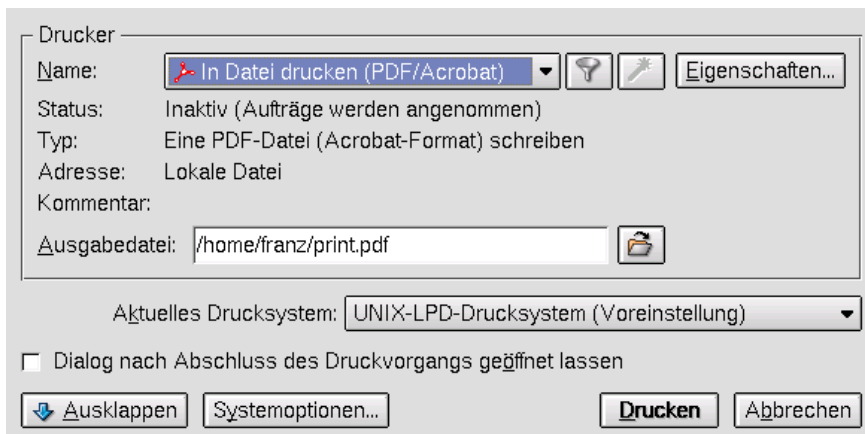 Drucker
Name: In Datei drucken (PDF/Acrobat) Eigenschaften...
Status: Inaktiv (Aufträge werden angenommen)
Typ: Eine PDF-Datei (Acrobat-Format) schreiben
Adresse: Lokale Datei
Kommentar:
Ausgabedatei: /home/franz/print.pdf
Aktuelles Drucksystem: UNIX-LPD-Drucksystem (Voreinstellung)
Dialog nach Abschluss des Druckvorgangs geöffnet lassen
Ausklappen Systemoptionen... Drucken Abbrechen